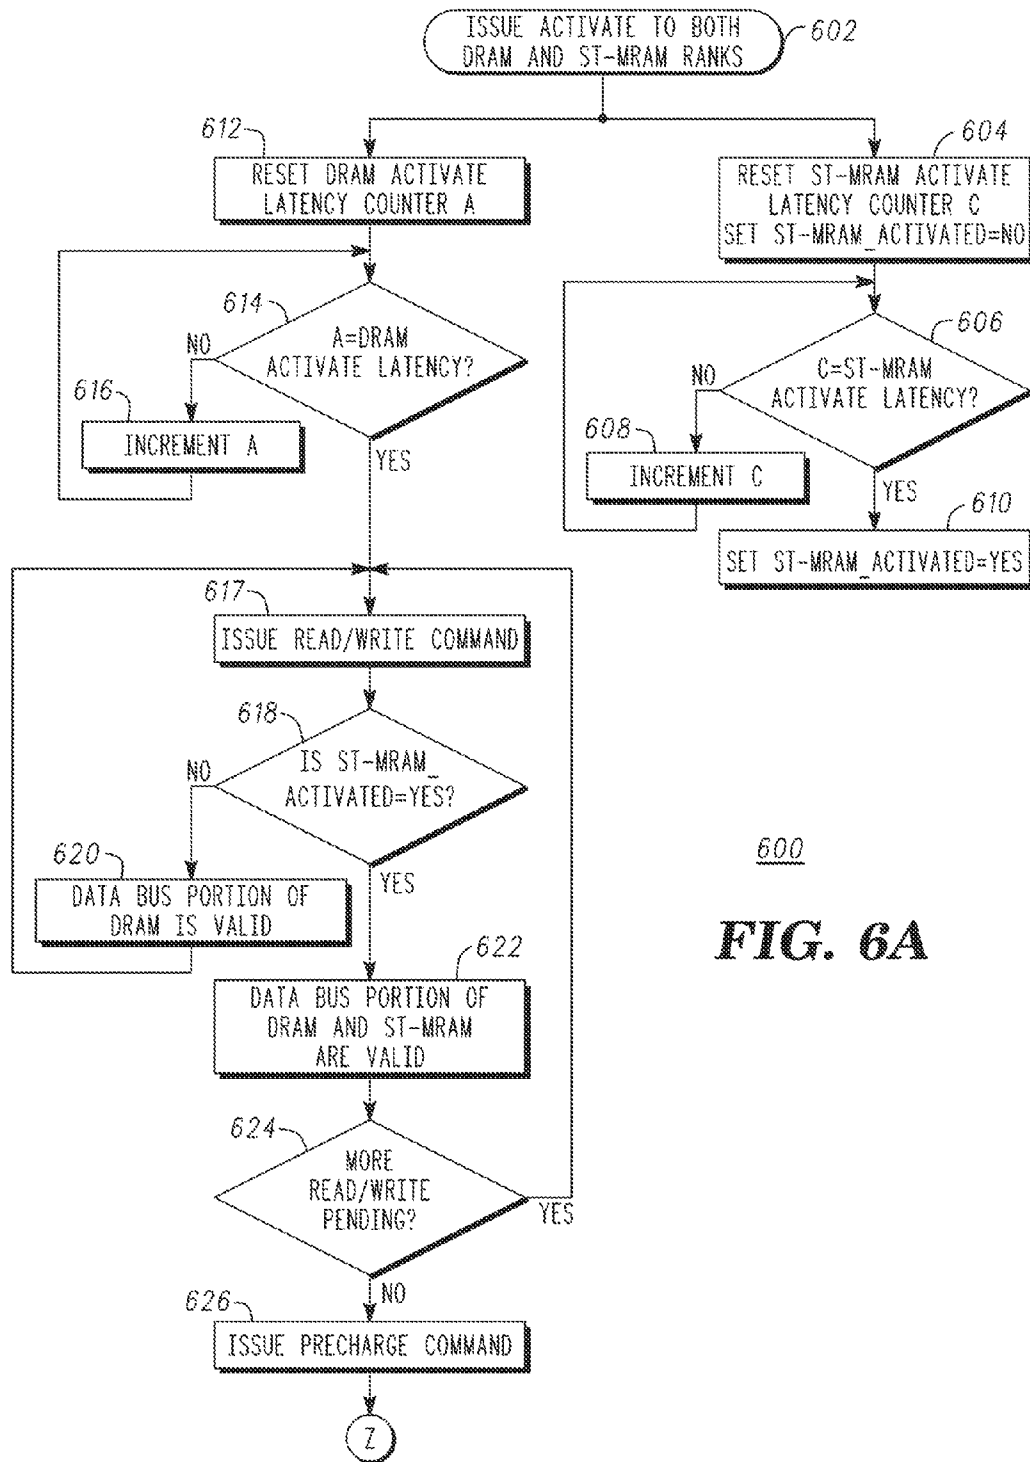 ISSUE ACTIVATE TO BOTH
DRAM AND ST-MRAM RANKS
602
612
RESET DRAM ACTIVATE
LATENCY COUNTER A
604
RESET ST-MRAM ACTIVATE
LATENCY COUNTER C
SET ST-MRAM_ACTIVATED=NO
614
A=DRAM
ACTIVATE LATENCY?
NO
616
INCREMENT A
YES
606
C=ST-MRAM
ACTIVATE LATENCY?
NO
608
INCREMENT C
YES
610
SET ST-MRAM_ACTIVATED=YES
617
ISSUE READ/WRITE COMMAND
618
IS ST-MRAM_
ACTIVATED=YES?
NO
620
DATA BUS PORTION OF
DRAM IS VALID
YES
622
DATA BUS PORTION OF
DRAM AND ST-MRAM
ARE VALID
624
MORE
READ/WRITE
PENDING?
YES
NO
626
ISSUE PRECHARGE COMMAND
Z
600
FIG. 6A